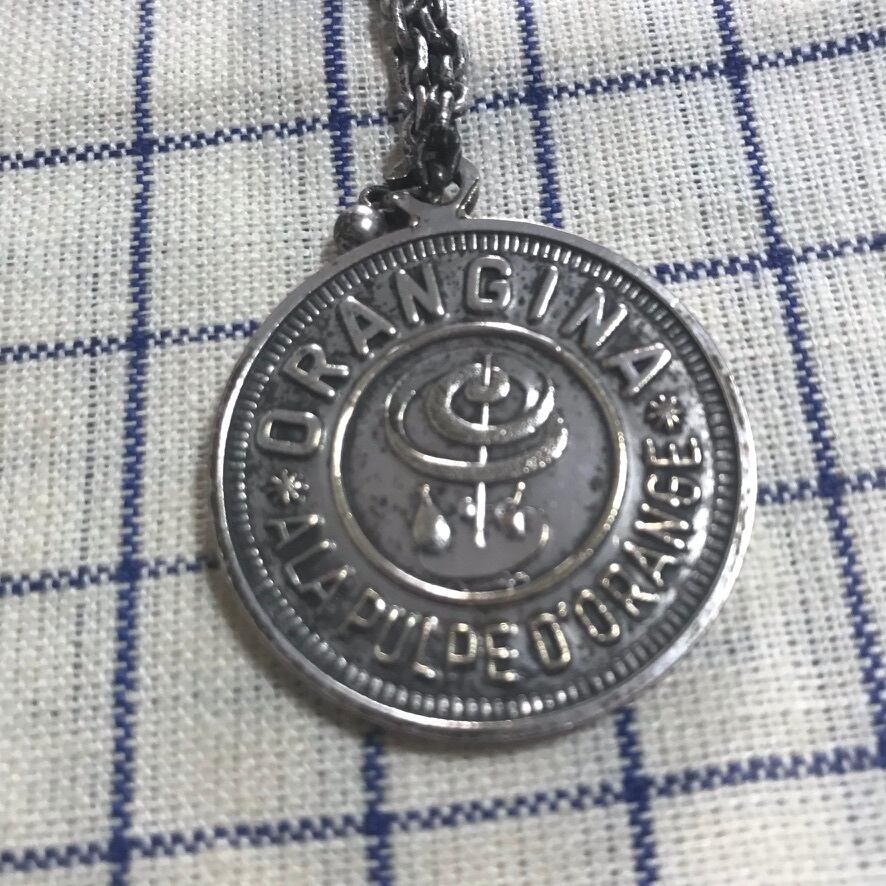 ORANGINA
* A LA PULPE D'ORANGE *